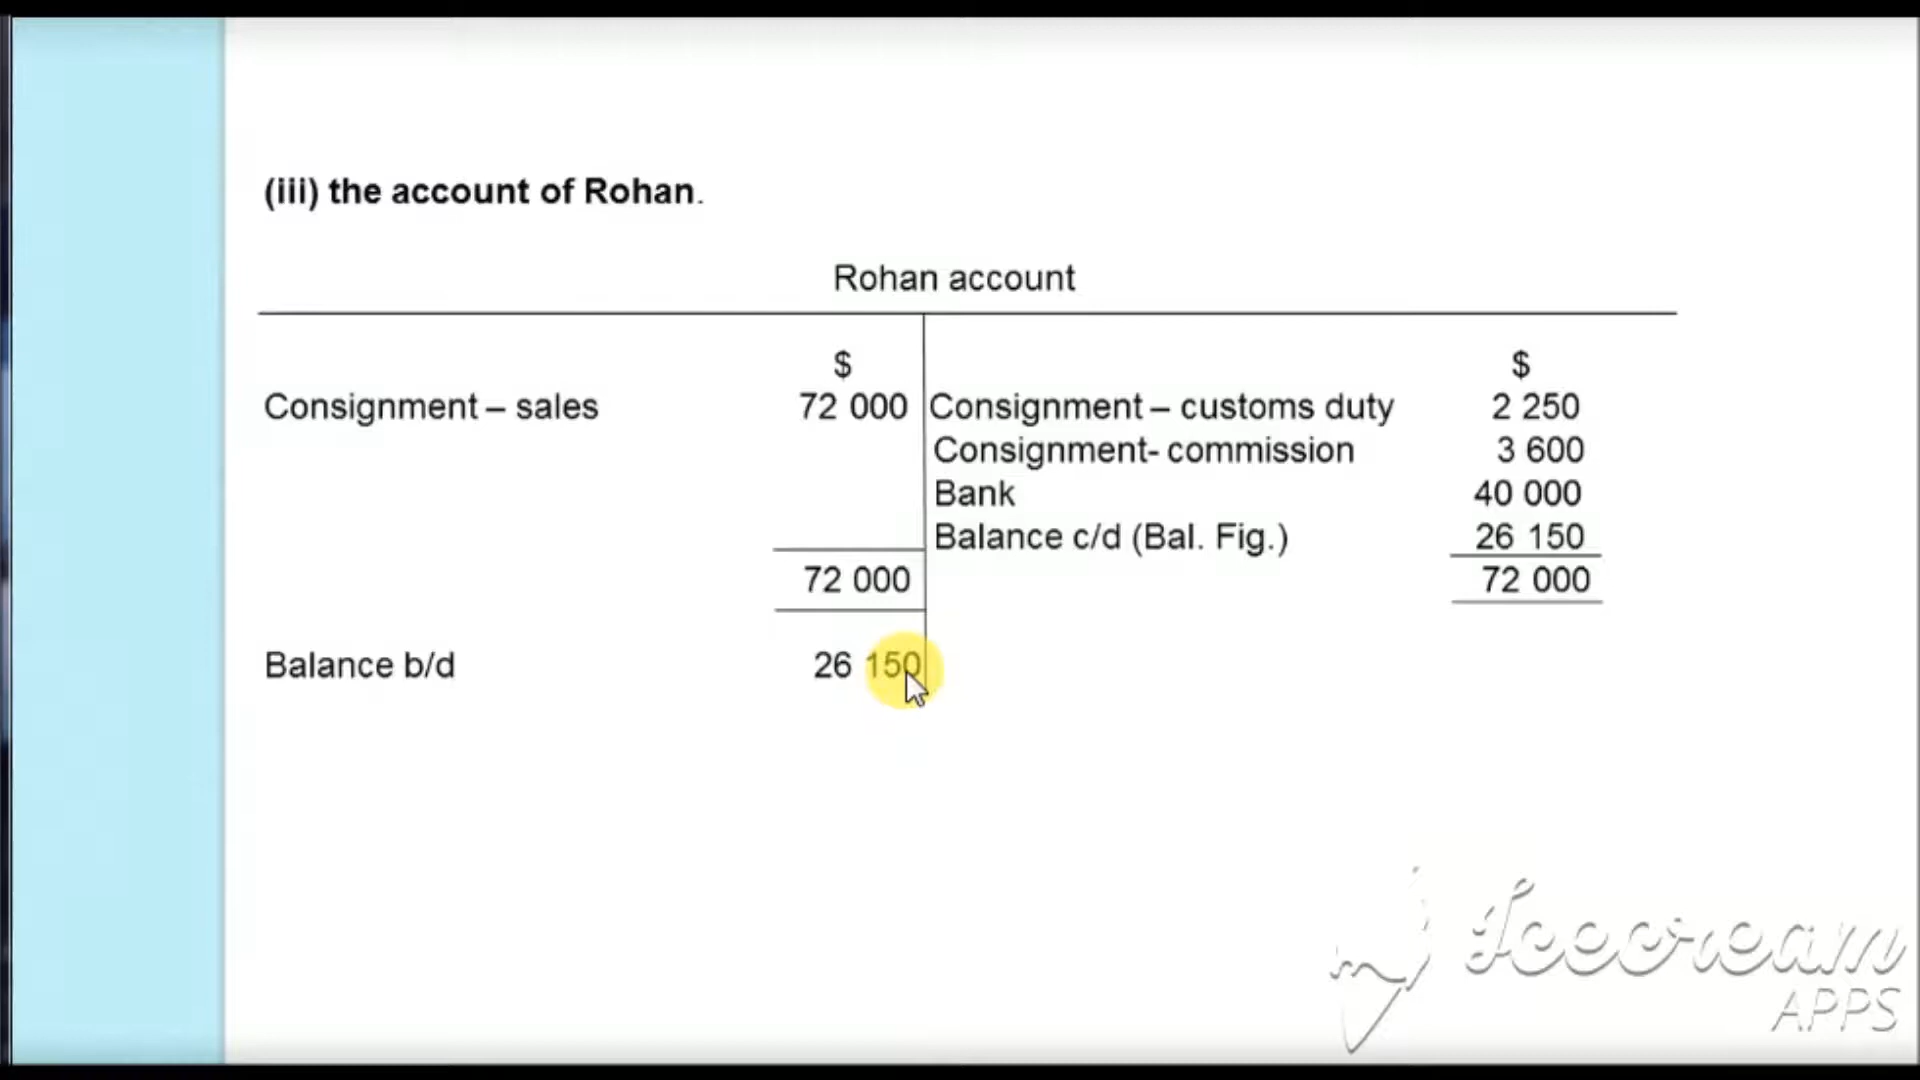 (iii) the account of Rohan.
Rohan account
$ $
Consignment – sales 72 000 Consignment – customs duty 2 250
Consignment- commission 3 600
Bank 40 000
Balance c/d (Bal. Fig.) 26 150
72 000 72 000
Balance b/d 26 150
Icecream
APPS